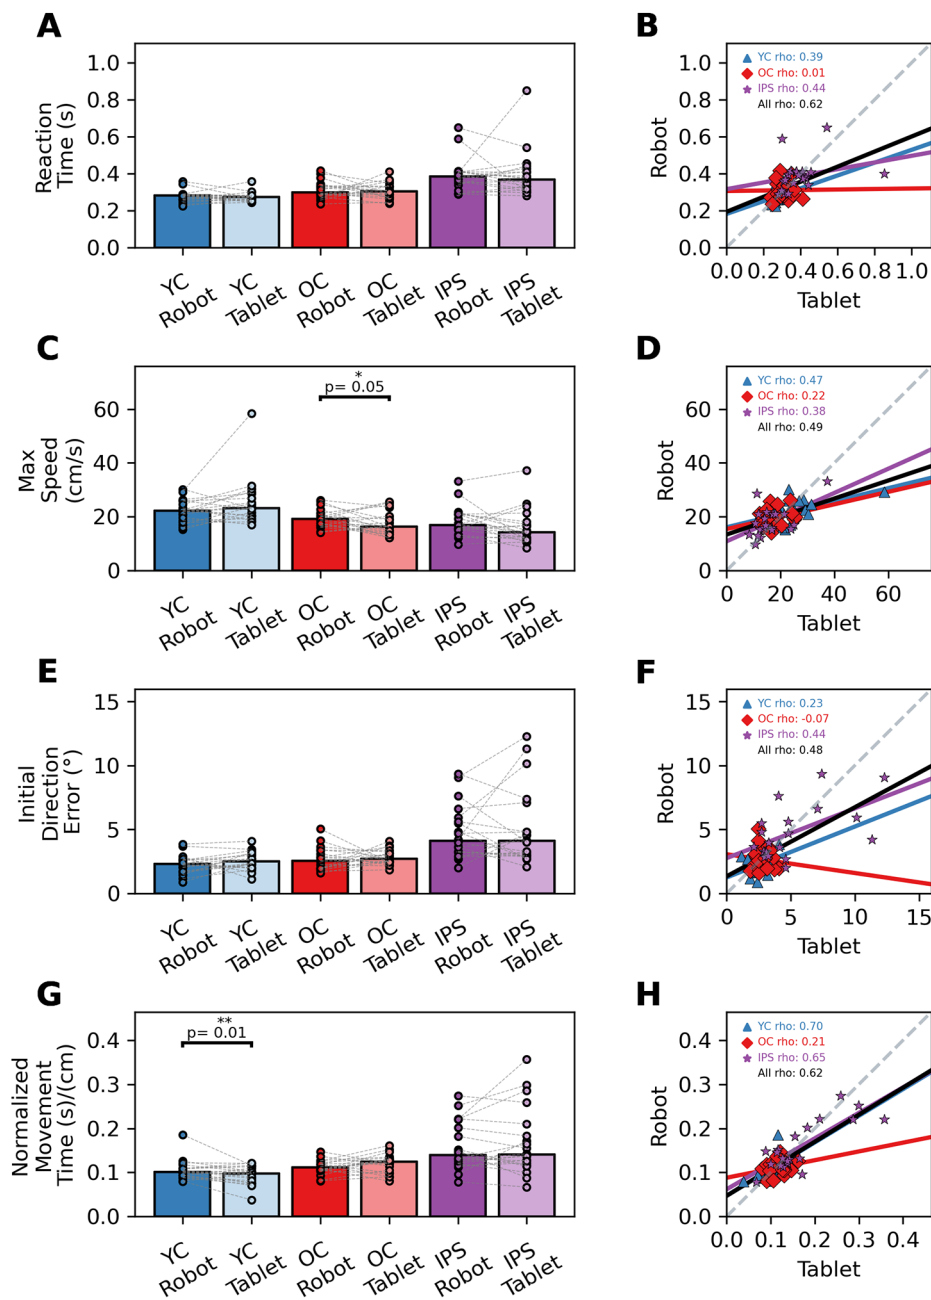 A
Reaction
Time (s)
1.0
0.8
0.6
0.4
0.2
0.0
YC
Robot
YC
Tablet
OC
Robot
OC
Tablet
IPS
Robot
IPS
Tablet
B
Robot
YC rho: 0.39
OC rho: 0.01
IPS rho: 0.44
All rho: 0.62
1.0
0.8
0.6
0.4
0.2
0.0
0.0 0.2 0.4 0.6 0.8 1.0
Tablet
C
Max
Speed
(cm/s)
60
40
20
0
*
p= 0.05
YC
Robot
YC
Tablet
OC
Robot
OC
Tablet
IPS
Robot
IPS
Tablet
D
Robot
YC rho: 0.47
OC rho: 0.22
IPS rho: 0.38
All rho: 0.49
60
40
20
0
0 20 40 60
Tablet
E
Initial
Direction
Error (°)
15
10
5
0
YC
Robot
YC
Tablet
OC
Robot
OC
Tablet
IPS
Robot
IPS
Tablet
F
Robot
YC rho: 0.23
OC rho: -0.07
IPS rho: 0.44
All rho: 0.48
15
10
5
0
0 5 10 15
Tablet
G
Normalized
Movement
Time (s)/(cm)
0.4
0.3
0.2
0.1
0.0
**
p= 0.01
YC
Robot
YC
Tablet
OC
Robot
OC
Tablet
IPS
Robot
IPS
Tablet
H
Robot
YC rho: 0.70
OC rho: 0.21
IPS rho: 0.65
All rho: 0.62
0.4
0.3
0.2
0.1
0.0
0.0 0.1 0.2 0.3 0.4
Tablet